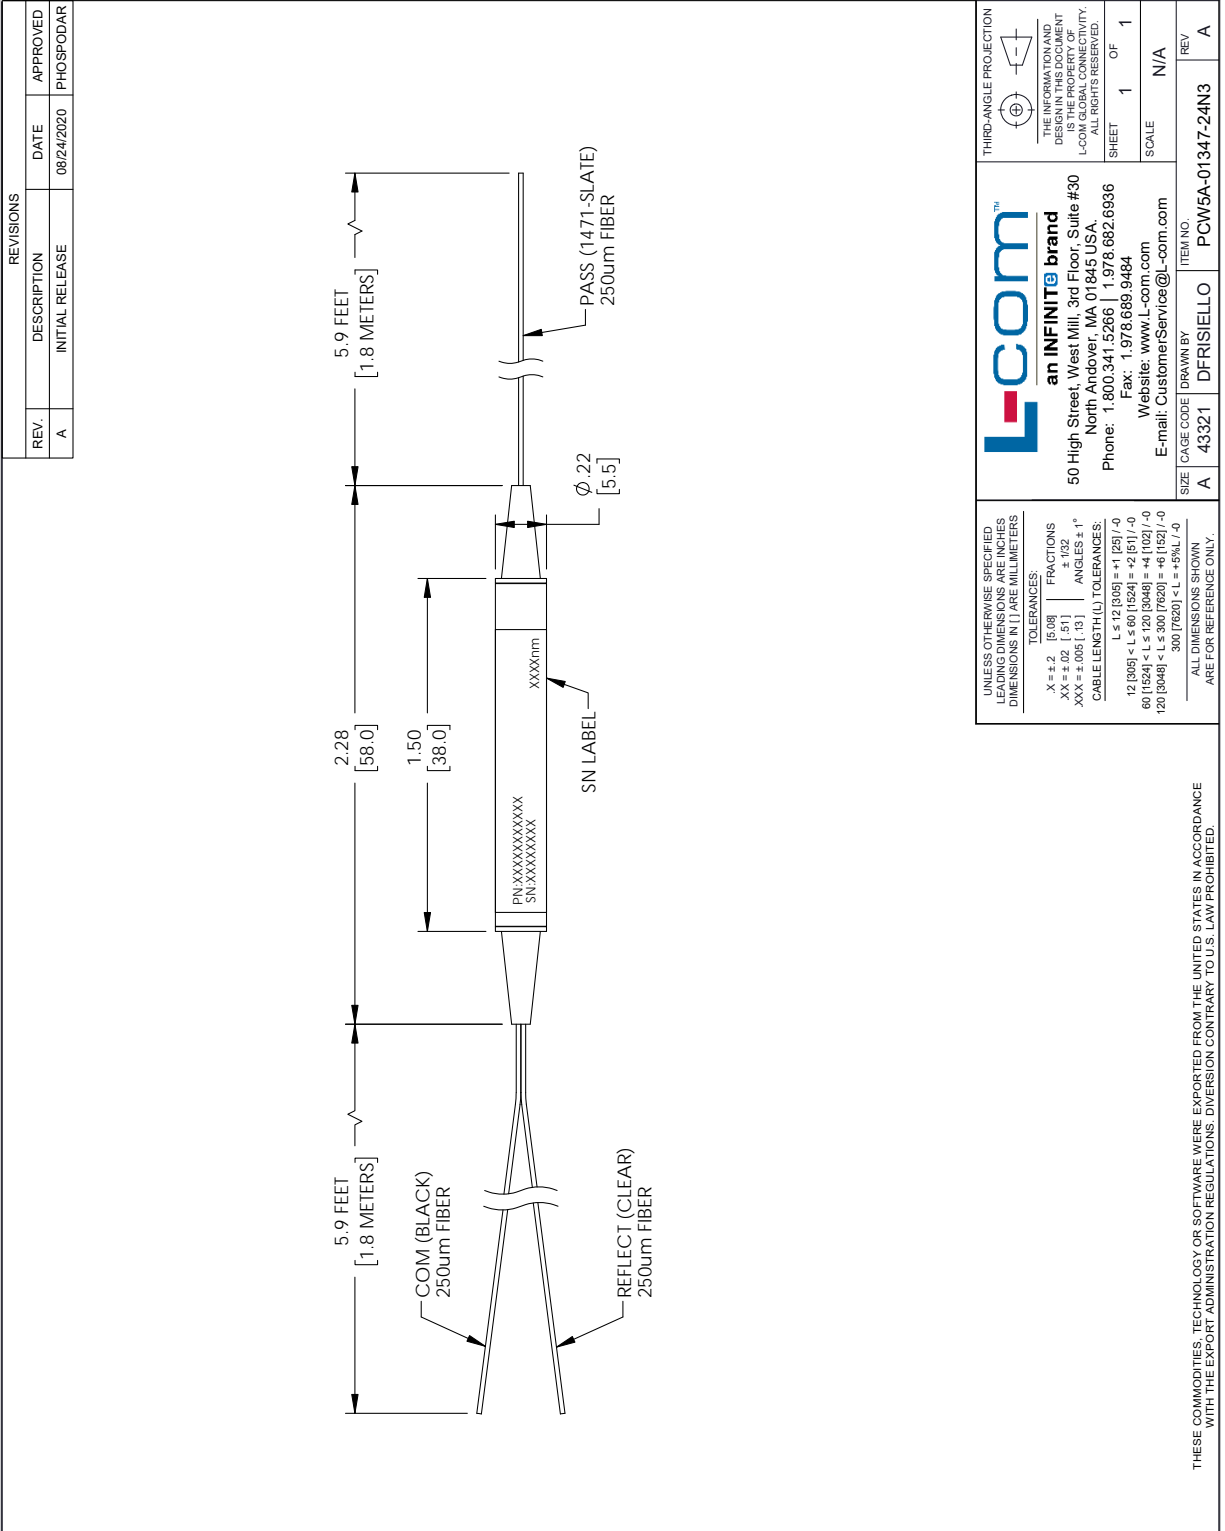 REVISIONS
REV. DESCRIPTION DATE APPROVED
A INITIAL RELEASE 08/24/2020 PHOSPODAR
5.9 FEET
[1.8 METERS]
2.28
[58.0]
5.9 FEET
[1.8 METERS]
1.50
[38.0]
COM (BLACK)
250um FIBER
REFLECT (CLEAR)
250um FIBER
PN:XXXXXXXXXXX
SN:XXXXXXXXX
XXXXnm
SN LABEL
Ø.22
[5.5]
PASS (1471-SLATE)
250um FIBER
UNLESS OTHERWISE SPECIFIED
LEADING DIMENSIONS ARE INCHES
DIMENSIONS IN [ ] ARE MILLIMETERS
TOLERANCES:
.X = ± .2 [5.08] FRACTIONS
.XX = ± .02 [ .51] ± 1/32
.XXX = ± .005 [ .13 ] ANGLES ± 1°
CABLE LENGTH (L) TOLERANCES:
L ≤ 12 [305] = +1 [25] / -0
12 [305] < L ≤ 60 [1524] = +2 [51] / -0
60 [1524] < L ≤ 120 [3048] = +4 [102] / -0
120 [3048] < L ≤ 300 [7620] = +6 [152] / -0
300 [7620] < L = +5%L / -0
ALL DIMENSIONS SHOWN
ARE FOR REFERENCE ONLY.
L-com™
an INFINITe brand
50 High Street, West Mill, 3rd Floor, Suite #30
North Andover, MA 01845 USA.
Phone: 1.800.341.5266 | 1.978.682.6936
Fax: 1.978.689.9484
Website: www.L-com.com
E-mail: CustomerService@L-com.com
THIRD-ANGLE PROJECTION
THE INFORMATION AND
DESIGN IN THIS DOCUMENT
IS THE PROPERTY OF
L-COM GLOBAL CONNECTIVITY.
ALL RIGHTS RESERVED.
SHEET 1 OF 1
SCALE N/A
SIZE A
CAGE CODE 43321
DRAWN BY DFRISIELLO
ITEM NO. PCW5A-01347-24N3
REV A
THESE COMMODITIES, TECHNOLOGY OR SOFTWARE WERE EXPORTED FROM THE UNITED STATES IN ACCORDANCE
WITH THE EXPORT ADMINISTRATION REGULATIONS. DIVERSION CONTRARY TO U.S. LAW PROHIBITED.